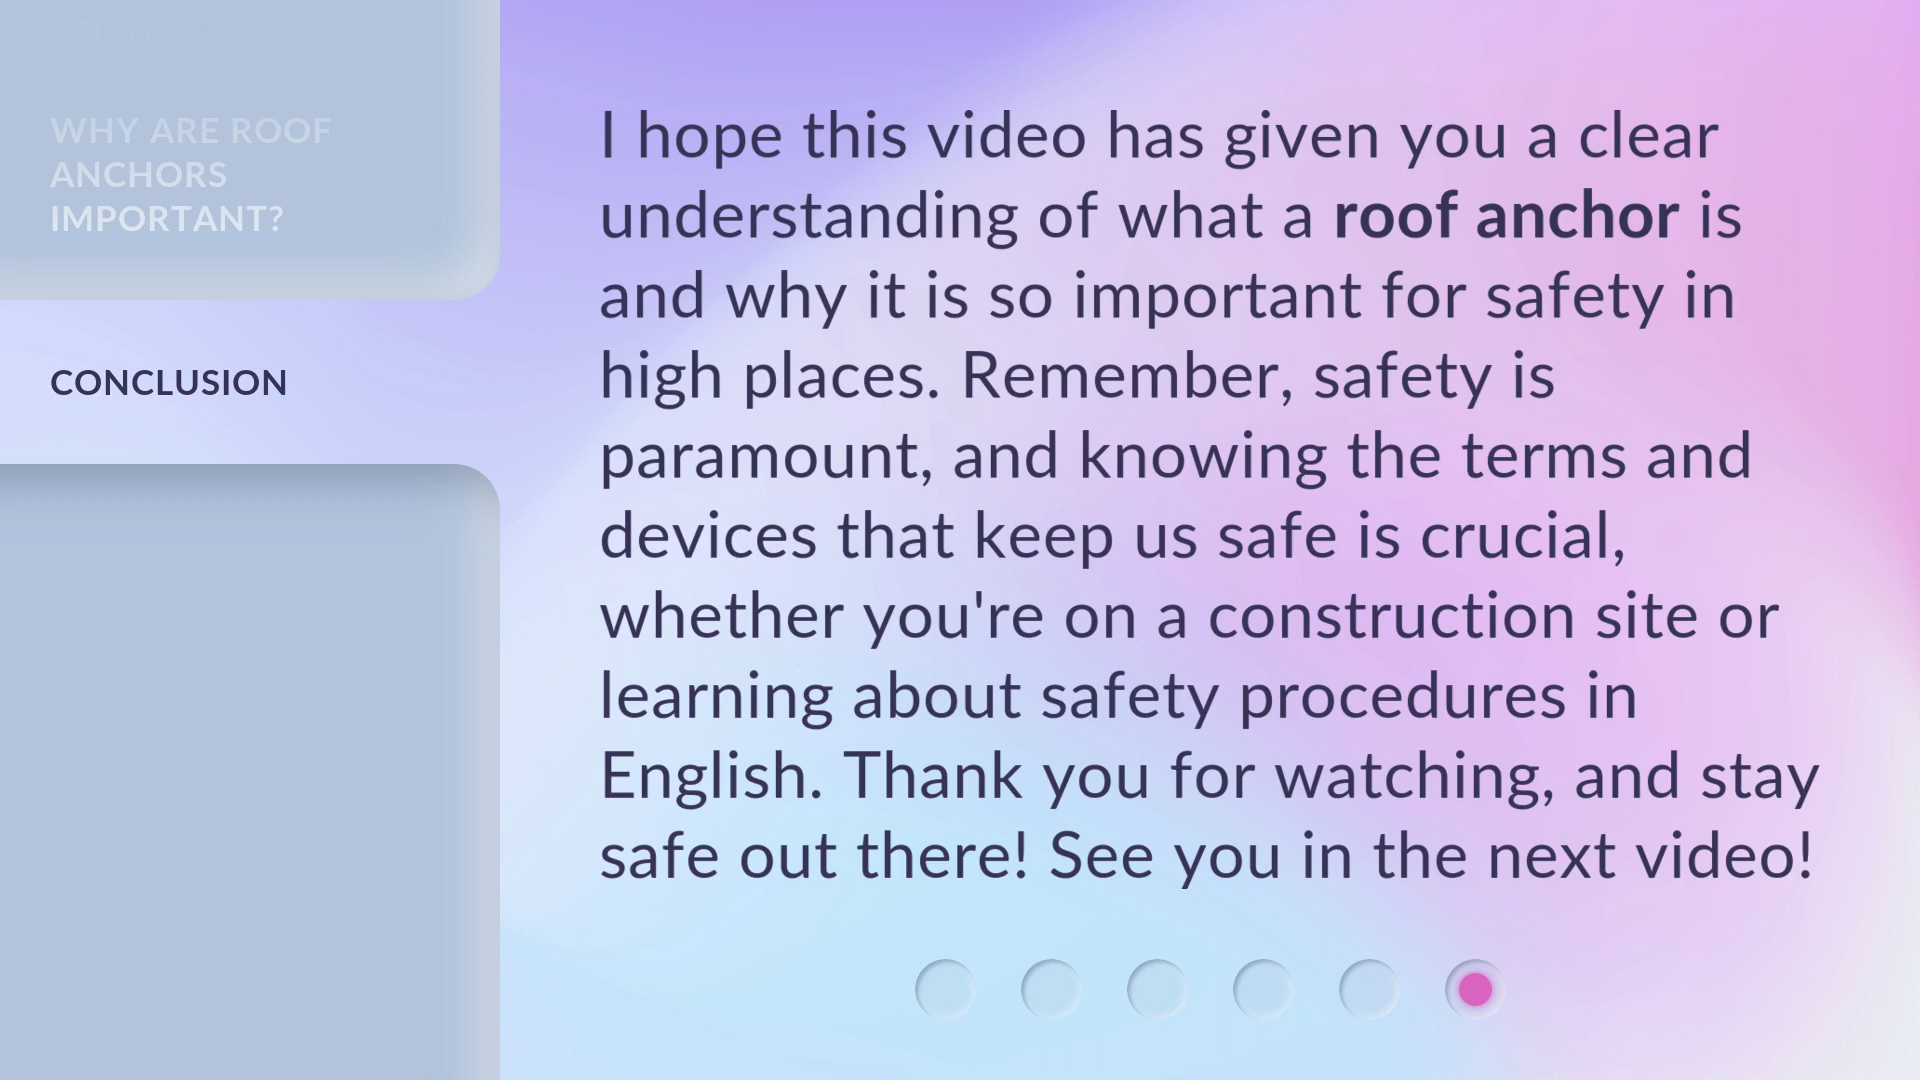 ANCHORS
WHY ARE ROOF
ANCHORS
IMPORTANT?
CONCLUSION
I hope this video has given you a clear
understanding of what a roof anchor is
and why it is so important for safety in
high places. Remember, safety is
paramount, and knowing the terms and
devices that keep us safe is crucial,
whether you're on a construction site or
learning about safety procedures in
English. Thank you for watching, and stay
safe out there! See you in the next video!